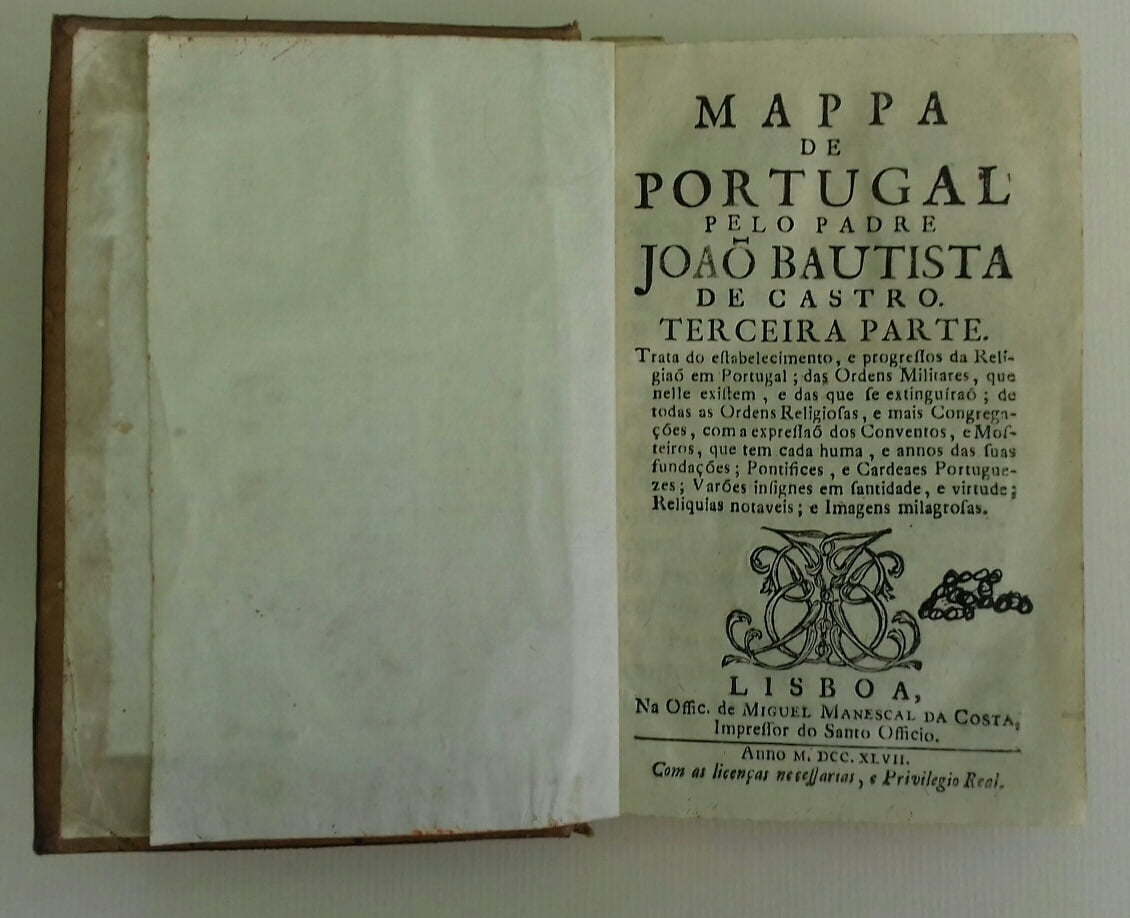 MAPPA
DE
PORTUGAL
PELO PADRE
JOAÕ BAUTISTA
DE CASTRO.
TERCEIRA PARTE.
Trata do eſtabelecimento, e progreſſos da Reli-
giaõ em Portugal; das Ordens Militares, que
nelle exiſtem, e das que ſe extinguíraõ; de
todas as Ordens Religioſas, e mais Congrega-
ções, com a expreſſaõ dos Conventos, e Moſ-
teiros, que tem cada huma, e annos das ſuas
fundações; Pontifices, e Cardeaes Portugue-
zes; Varões inſignes em ſantidade, e virtude;
Reliquias notaveis; e Imagens milagroſas.
LISBOA,
Na Offic. de MIGUEL MANESCAL DA COSTA,
Impreſſor do Santo Officio.
Anno M. DCC. XLVII.
Com as licenças neceſſarias, e Privilegio Real.